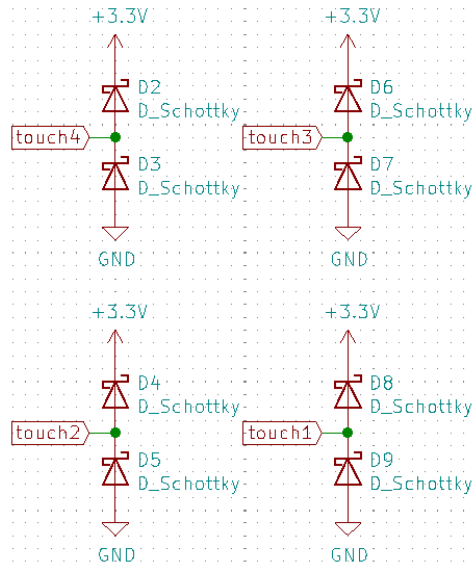 +3.3V
D2
D_Schottky
touch4
D3
D_Schottky
GND
+3.3V
D6
D_Schottky
touch3
D7
D_Schottky
GND
+3.3V
D4
D_Schottky
touch2
D5
D_Schottky
GND
+3.3V
D8
D_Schottky
touch1
D9
D_Schottky
GND